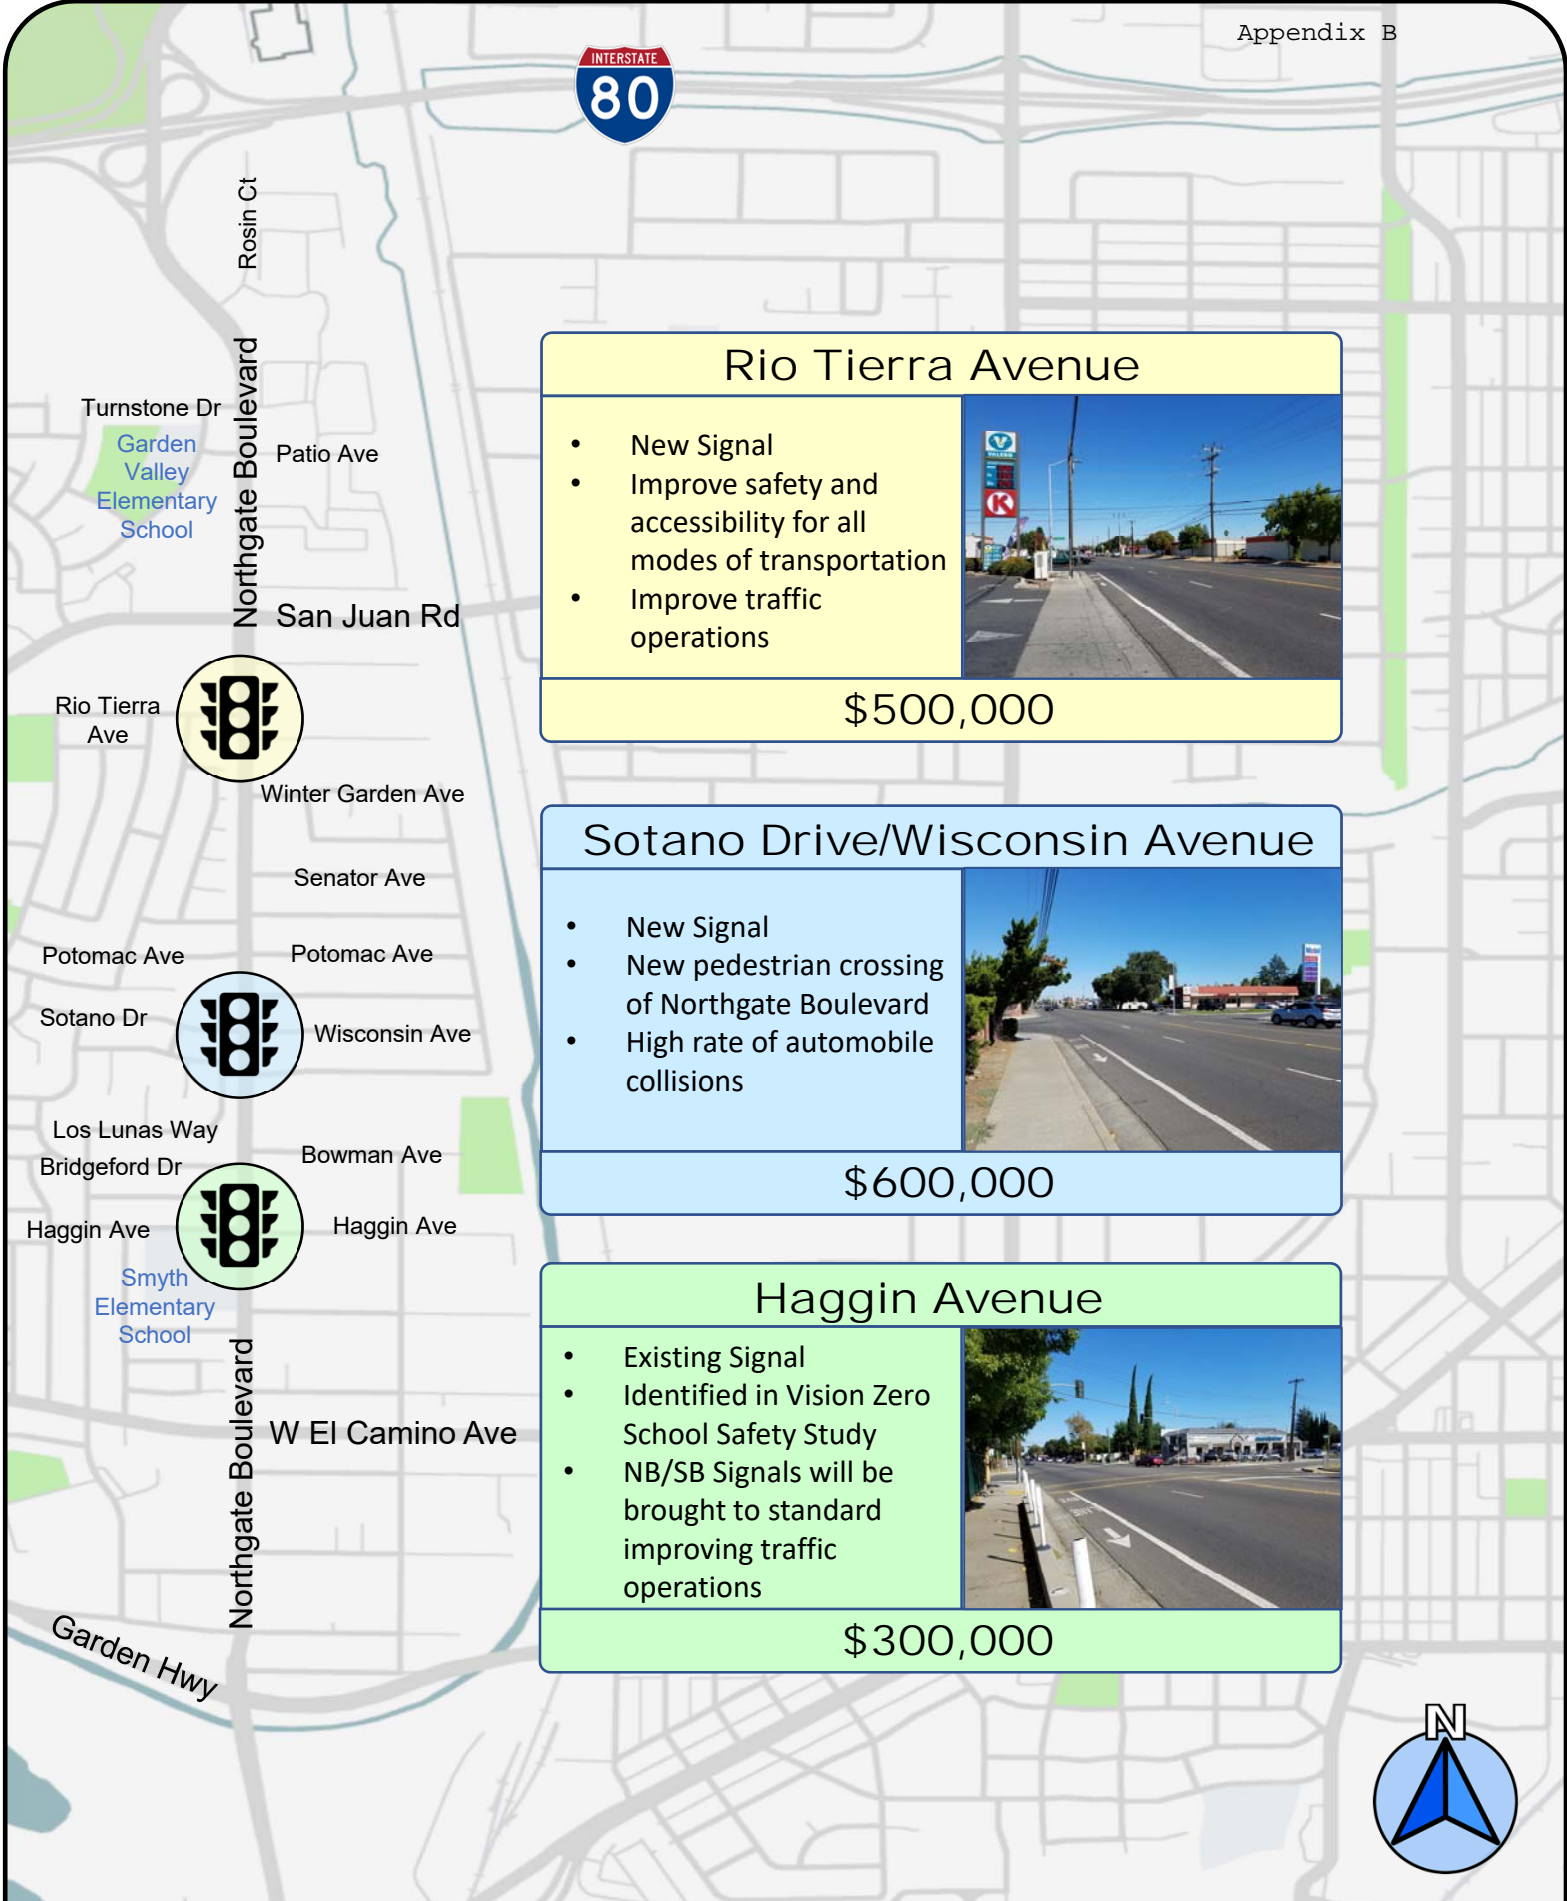 Appendix B
INTERSTATE
80
Rosin Ct
Northgate Boulevard
Turnstone Dr
Garden
Valley
Elementary
School
Patio Ave
San Juan Rd
Rio Tierra
Ave
Winter Garden Ave
Senator Ave
Potomac Ave
Potomac Ave
Sotano Dr
Wisconsin Ave
Los Lunas Way
Bridgeford Dr
Bowman Ave
Haggin Ave
Haggin Ave
Smyth
Elementary
School
Northgate Boulevard
W El Camino Ave
Garden Hwy
Rio Tierra Avenue
• New Signal
• Improve safety and
accessibility for all
modes of transportation
• Improve traffic
operations
VALERO
K
$500,000
Sotano Drive/Wisconsin Avenue
• New Signal
• New pedestrian crossing
of Northgate Boulevard
• High rate of automobile
collisions
$600,000
Haggin Avenue
• Existing Signal
• Identified in Vision Zero
School Safety Study
• NB/SB Signals will be
brought to standard
improving traffic
operations
$300,000
N